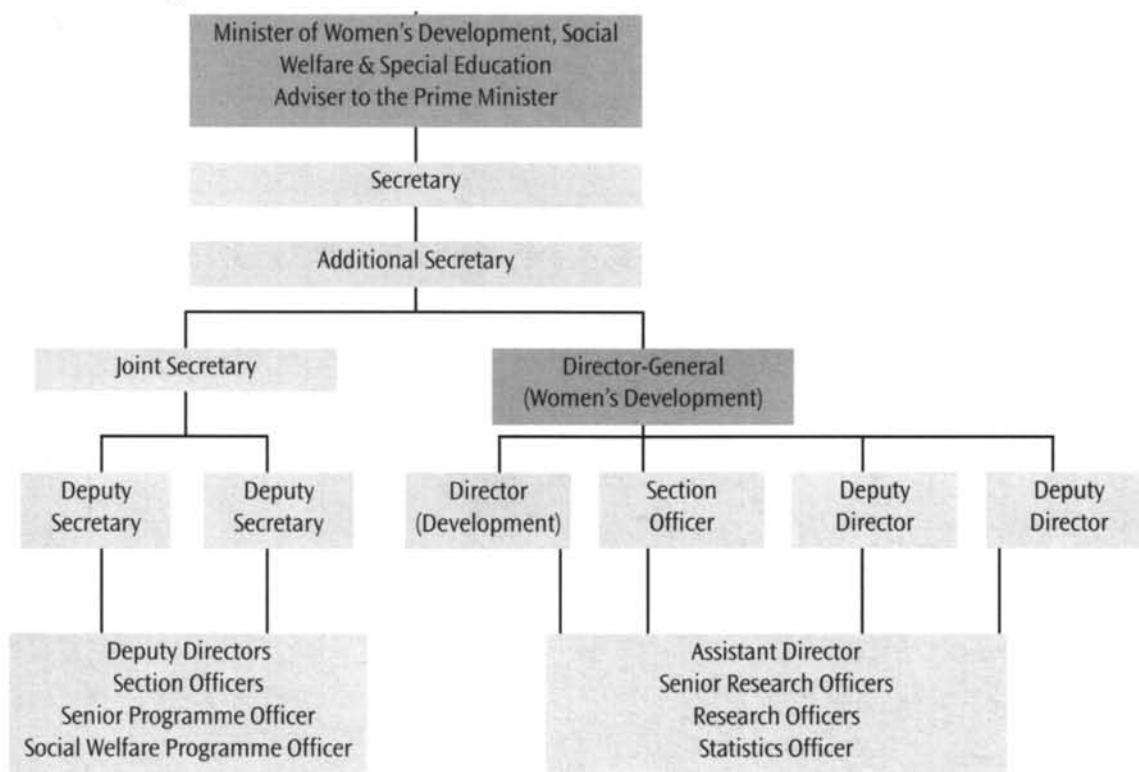 Minister of Women's Development, Social
Welfare & Special Education
Adviser to the Prime Minister
Secretary
Additional Secretary
Joint Secretary
Director-General
(Women's Development)
Deputy
Secretary
Deputy
Secretary
Director
(Development)
Section
Officer
Deputy
Director
Deputy
Director
Deputy Directors
Section Officers
Senior Programme Officer
Social Welfare Programme Officer
Assistant Director
Senior Research Officers
Research Officers
Statistics Officer